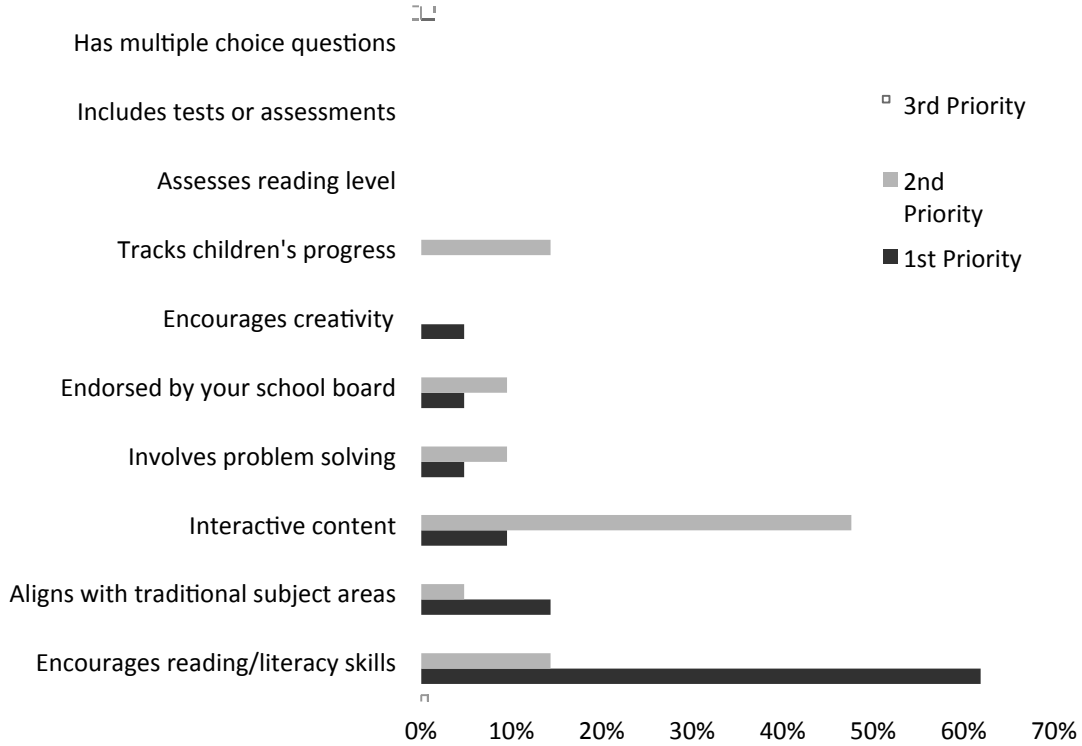 Has multiple choice questions
Includes tests or assessments
Assesses reading level
Tracks children's progress
Encourages creativity
Endorsed by your school board
Involves problem solving
Interactive content
Aligns with traditional subject areas
Encourages reading/literacy skills
3rd Priority
2nd
Priority
1st Priority
0% 10% 20% 30% 40% 50% 60% 70%